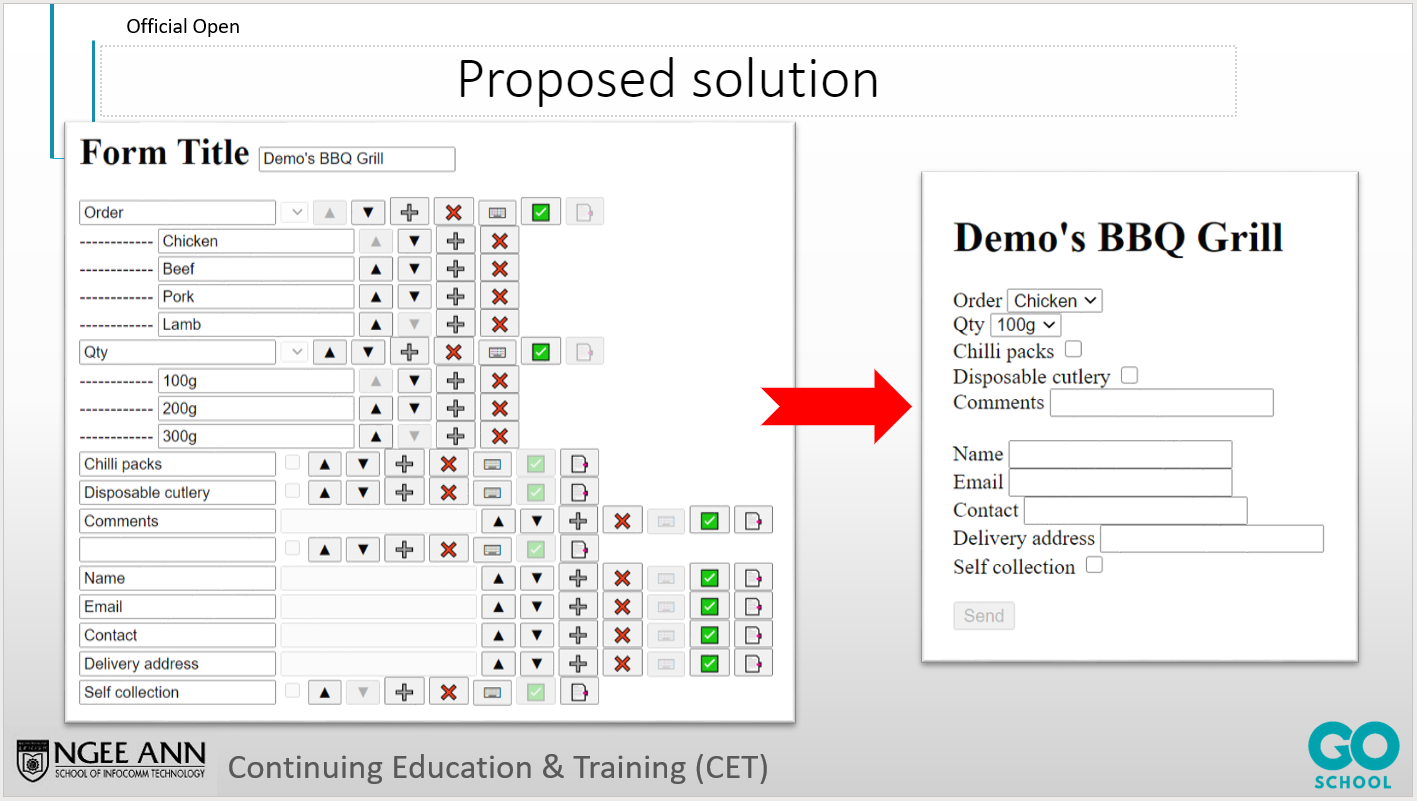 Official Open
Proposed solution
Form Title Demo's BBQ Grill
Order
------------ Chicken
------------ Beef
------------ Pork
------------ Lamb
Qty
------------ 100g
------------ 200g
------------ 300g
Chilli packs
Disposable cutlery
Comments
Name
Email
Contact
Delivery address
Self collection
Demo's BBQ Grill
Order Chicken
Qty 100g
Chilli packs
Disposable cutlery
Comments
Name
Email
Contact
Delivery address
Self collection
Send
NGEE ANN
SCHOOL OF INFOCOMM TECHNOLOGY
Continuing Education & Training (CET)
GO
SCHOOL